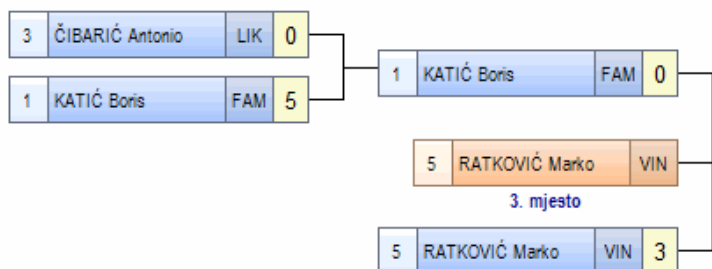 3 ČIBARIĆ Antonio LIK 0
1 KATIĆ Boris FAM 5
1 KATIĆ Boris FAM 0
5 RATKOVIĆ Marko VIN
3. mjesto
5 RATKOVIĆ Marko VIN 3